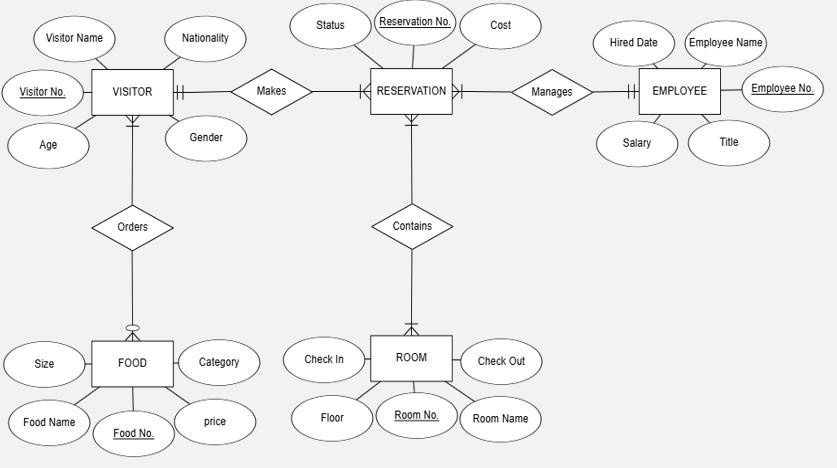 Visitor Name
Nationality
Visitor No.
VISITOR
Age
Gender
Makes
Status
Reservation No.
Cost
RESERVATION
Manages
Hired Date
Employee Name
EMPLOYEE
Employee No.
Salary
Title
Orders
Contains
Size
FOOD
Category
Food Name
Food No.
price
Check In
ROOM
Check Out
Floor
Room No.
Room Name